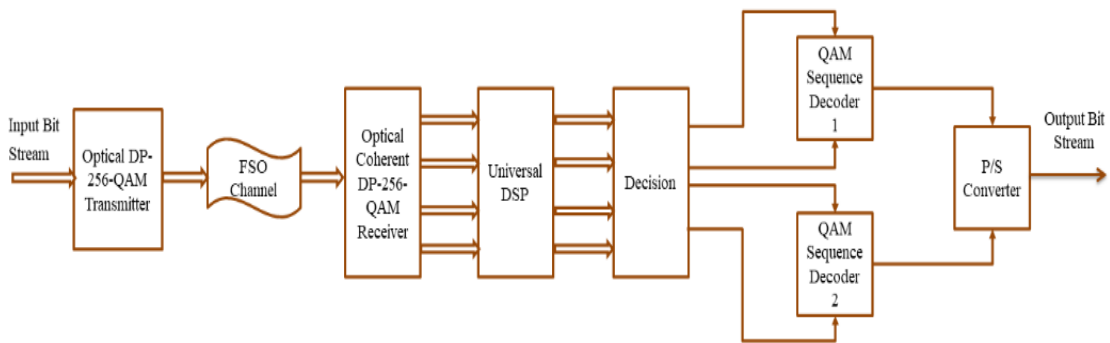 Input Bit
Stream
Optical DP-
256-QAM
Transmitter
FSO
Channel
Optical
Coherent
DP-256-
QAM
Receiver
Universal
DSP
Decision
QAM
Sequence
Decoder
1
QAM
Sequence
Decoder
2
P/S
Converter
Output Bit
Stream